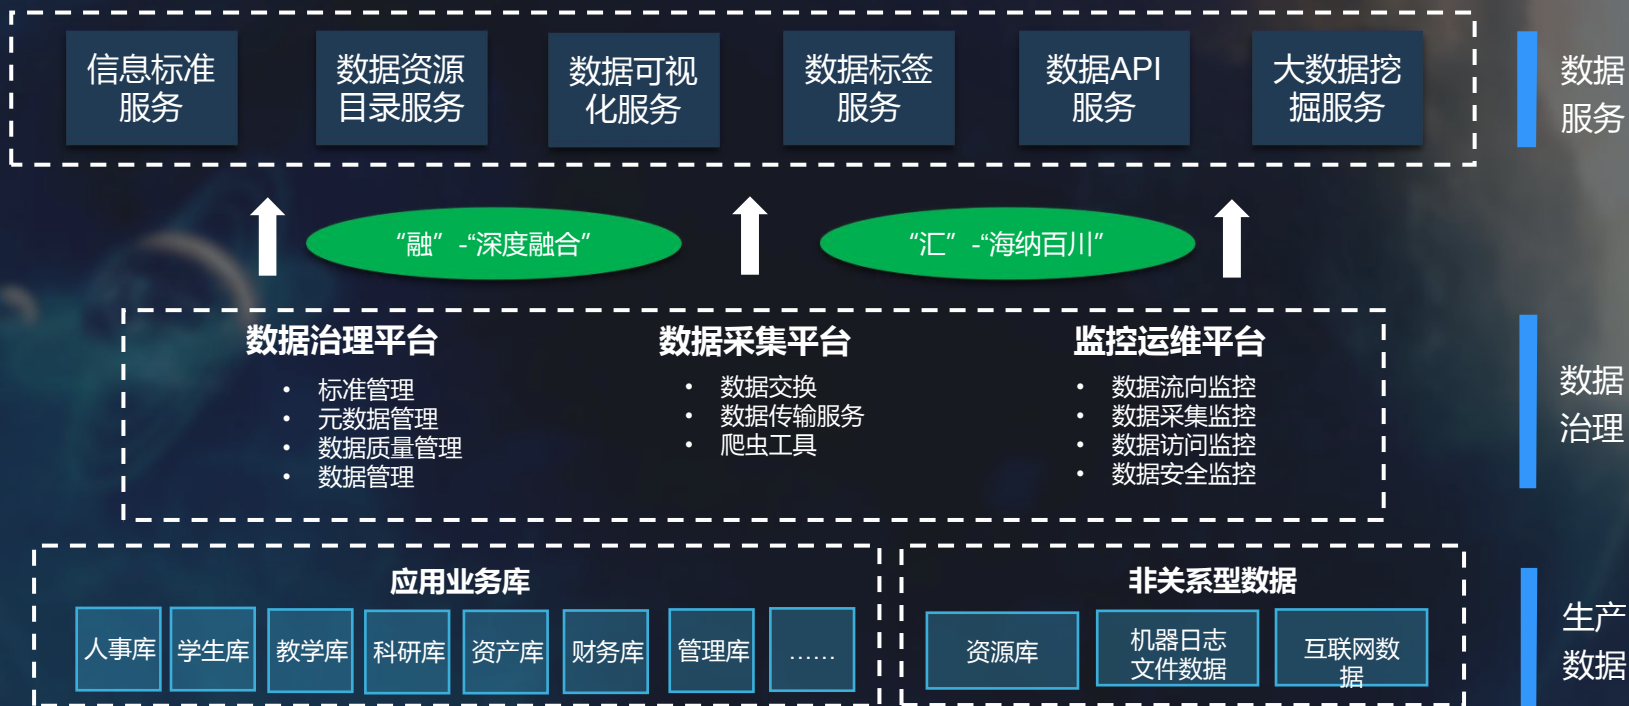 信息标准
服务
数据资源
目录服务
数据可视
化服务
数据标签
服务
数据API
服务
大数据挖
掘服务
数据
服务
“融”-“深度融合”
“汇”-“海纳百川”
数据治理平台
• 标准管理
• 元数据管理
• 数据质量管理
• 数据管理
数据采集平台
• 数据交换
• 数据传输服务
• 爬虫工具
监控运维平台
• 数据流向监控
• 数据采集监控
• 数据访问监控
• 数据安全监控
数据
治理
应用业务库
人事库
学生库
教学库
科研库
资产库
财务库
管理库
……
非关系型数据
资源库
机器日志
文件数据
互联网数
据
生产
数据